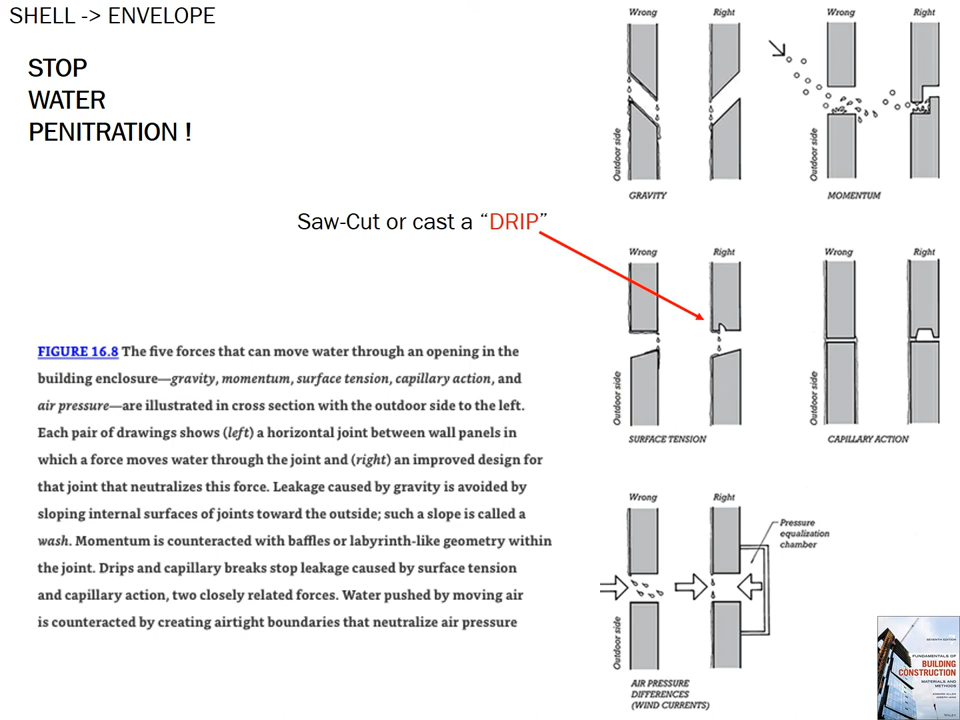 SHELL -> ENVELOPE
STOP
WATER
PENITRATION !
Saw-Cut or cast a “DRIP”
FIGURE 16.8 The five forces that can move water through an opening in the
building enclosure—gravity, momentum, surface tension, capillary action, and
air pressure—are illustrated in cross section with the outdoor side to the left.
Each pair of drawings shows (left) a horizontal joint between wall panels in
which a force moves water through the joint and (right) an improved design for
that joint that neutralizes this force. Leakage caused by gravity is avoided by
sloping internal surfaces of joints toward the outside; such a slope is called a
wash. Momentum is counteracted with baffles or labyrinth-like geometry within
the joint. Drips and capillary breaks stop leakage caused by surface tension
and capillary action, two closely related forces. Water pushed by moving air
is counteracted by creating airtight boundaries that neutralize air pressure
Wrong
Right
Outdoor side
GRAVITY
Wrong
Right
Outdoor side
MOMENTUM
Wrong
Right
Outdoor side
SURFACE TENSION
Wrong
Right
Outdoor side
CAPILLARY ACTION
Wrong
Right
Pressure
equalization
chamber
Outdoor side
AIR PRESSURE
DIFFERENCES
(WIND CURRENTS)
SEVENTH EDITION
FUNDAMENTALS OF
BUILDING
CONSTRUCTION
MATERIALS AND
METHODS
WILEY